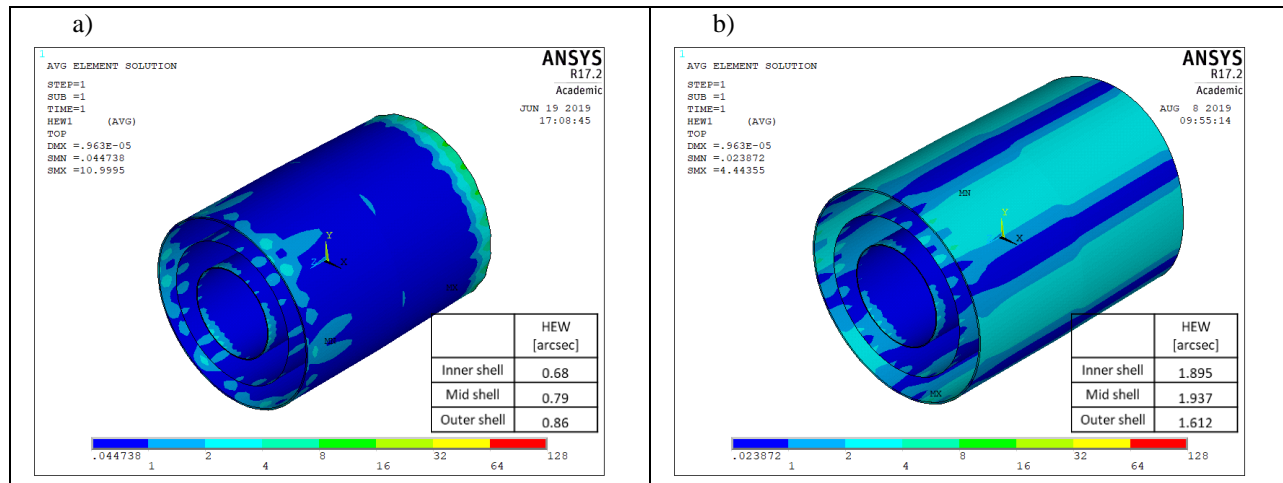 a)
1
AVG ELEMENT SOLUTION
STEP=1
SUB =1
TIME=1
HEW1 (AVG)
TOP
DMX =.963E-05
SMN =.044738
SMX =10.9995
ANSYS
R17.2
Academic
JUN 19 2019
17:08:45
Y
Z X
MX
MN
HEW
[arcsec]
Inner shell 0.68
Mid shell 0.79
Outer shell 0.86
.044738 2 8 32 128
1 4 16 64
b)
1
AVG ELEMENT SOLUTION
STEP=1
SUB =1
TIME=1
HEW1 (AVG)
TOP
DMX =.963E-05
SMN =.023872
SMX =4.44355
ANSYS
R17.2
Academic
AUG 8 2019
09:55:14
MN
Y
X
MX
HEW
[arcsec]
Inner shell 1.895
Mid shell 1.937
Outer shell 1.612
.023872 2 8 32 128
1 4 16 64